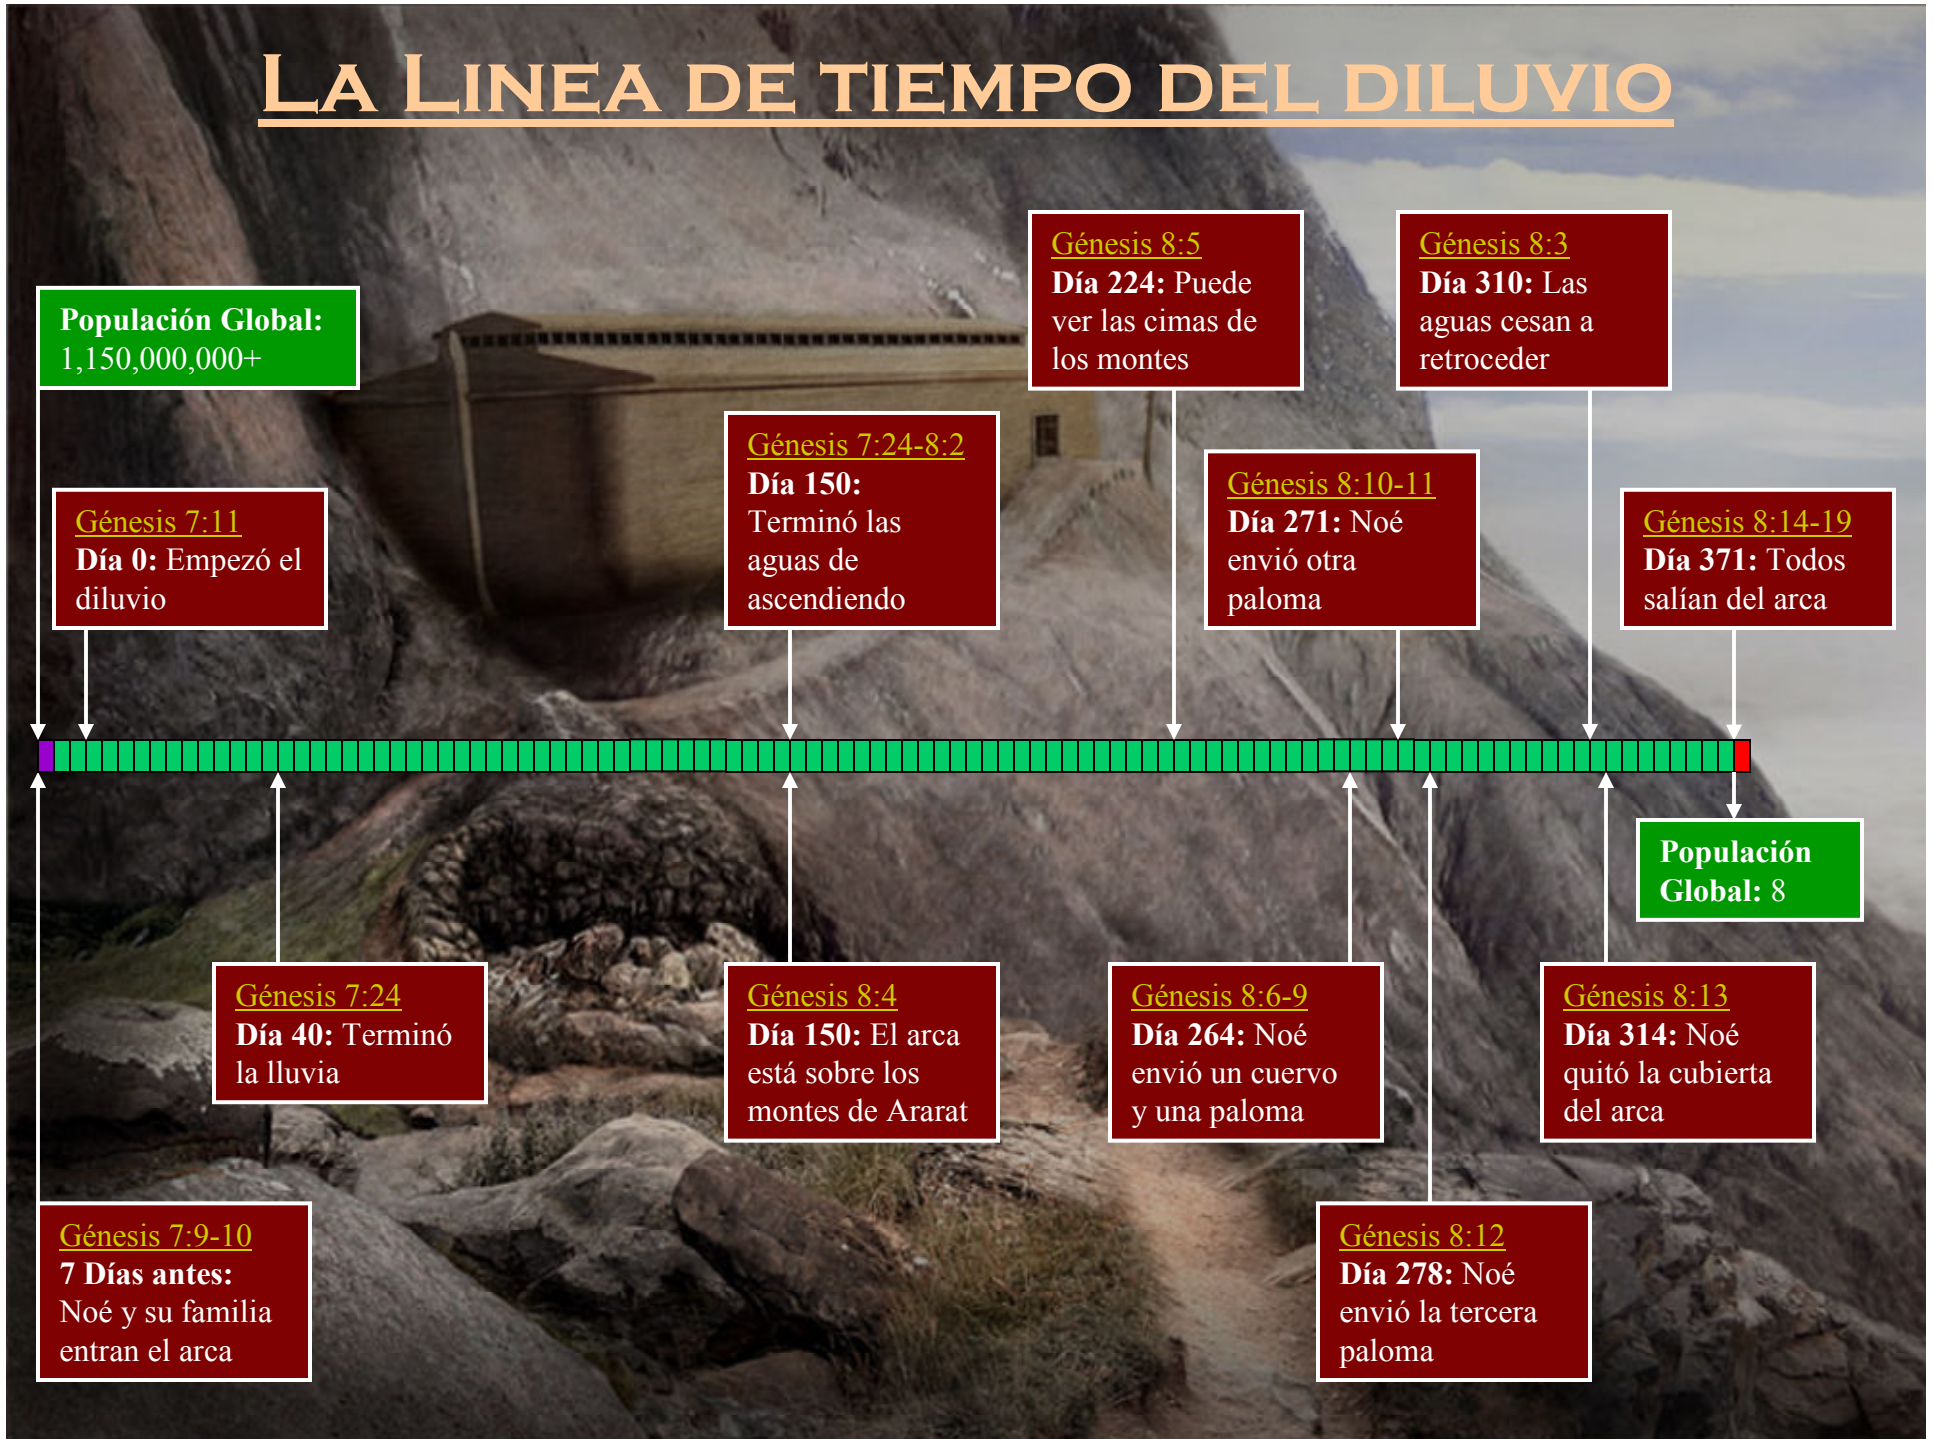 LA LINEA DE TIEMPO DEL DILUVIO
Populación Global:
1,150,000,000+
Génesis 7:11
Día 0: Empezó el
diluvio
Génesis 7:24-8:2
Día 150:
Terminó las
aguas de
ascendiendo
Génesis 8:5
Día 224: Puede
ver las cimas de
los montes
Génesis 8:10-11
Día 271: Noé
envió otra
paloma
Génesis 8:3
Día 310: Las
aguas cesan a
retroceder
Génesis 8:14-19
Día 371: Todos
salían del arca
Populación
Global: 8
Génesis 7:9-10
7 Días antes:
Noé y su familia
entran el arca
Génesis 7:24
Día 40: Terminó
la lluvia
Génesis 8:4
Día 150: El arca
está sobre los
montes de Ararat
Génesis 8:6-9
Día 264: Noé
envió un cuervo
y una paloma
Génesis 8:12
Día 278: Noé
envió la tercera
paloma
Génesis 8:13
Día 314: Noé
quitó la cubierta
del arca